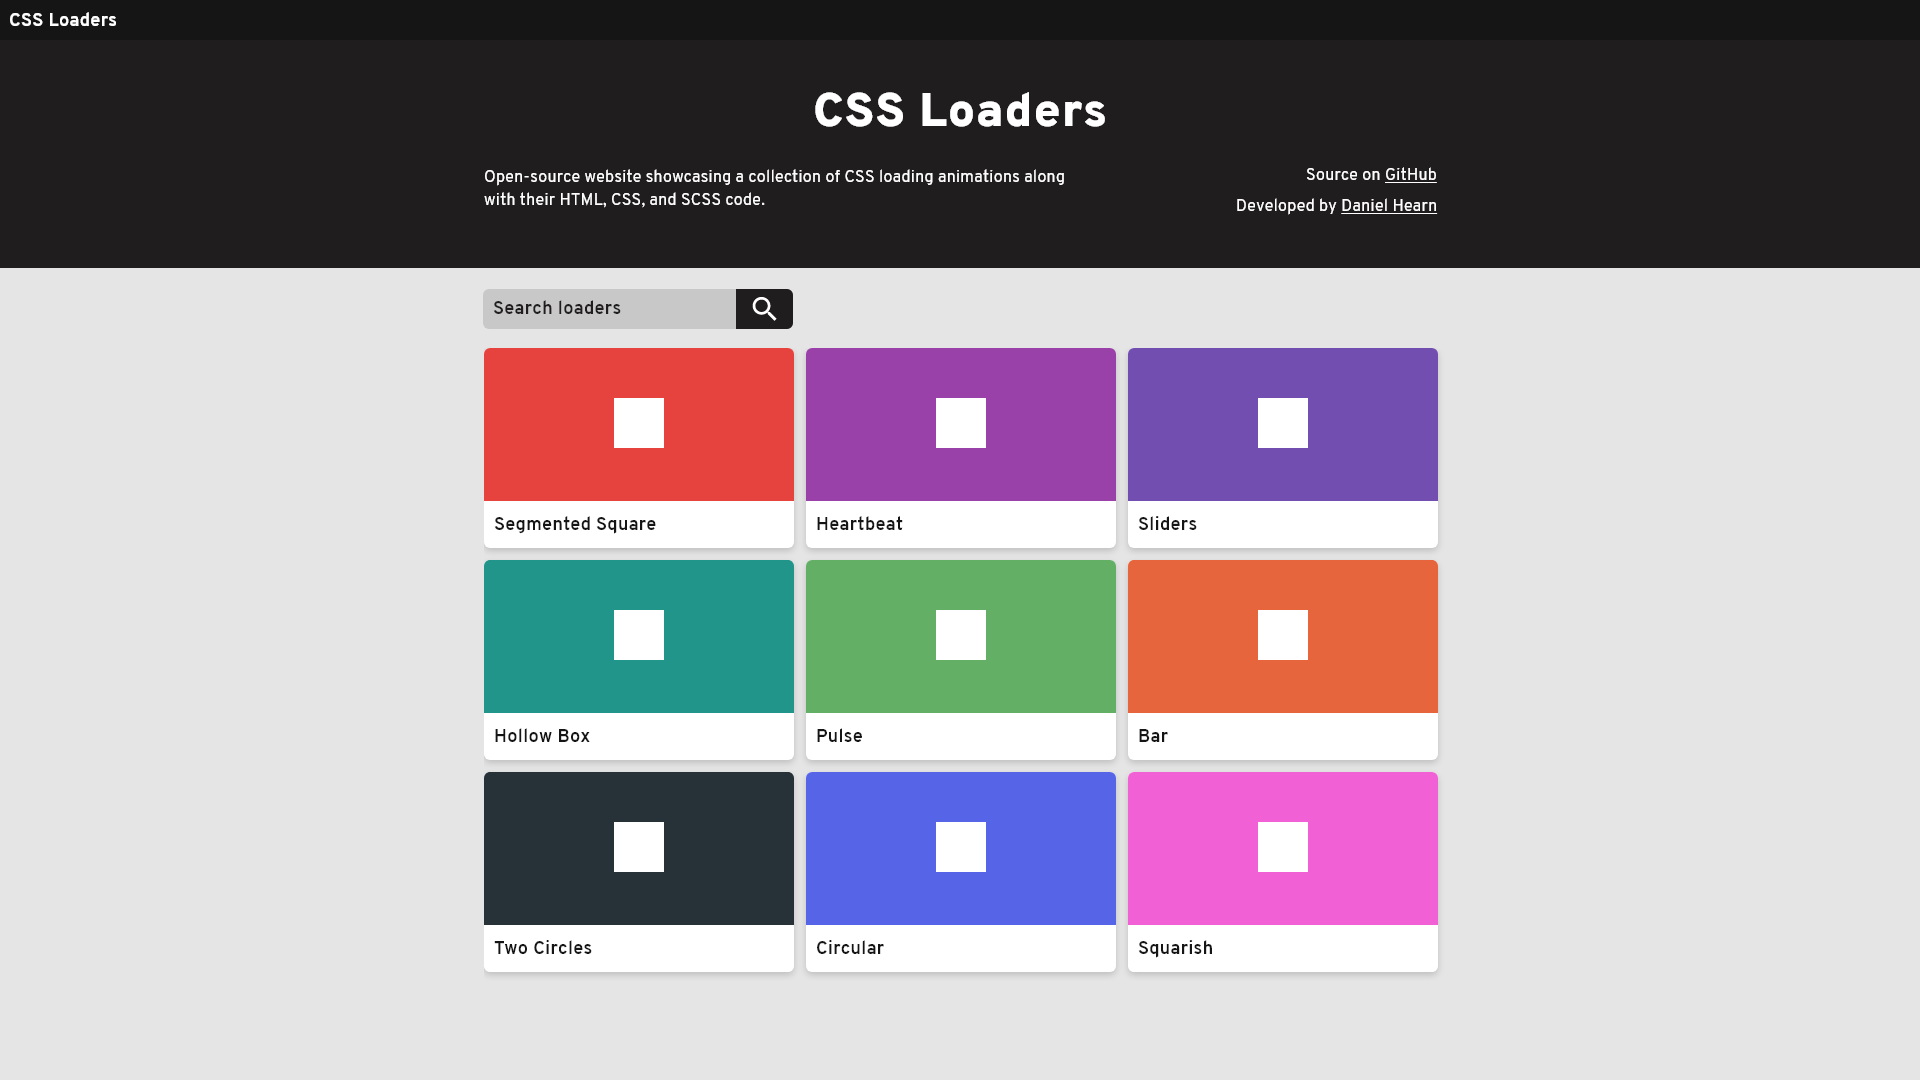 CSS Loaders
CSS Loaders
Open-source website showcasing a collection of CSS loading animations along
with their HTML, CSS, and SCSS code.
Source on GitHub
Developed by Daniel Hearn
Search loaders
Segmented Square
Heartbeat
Sliders
Hollow Box
Pulse
Bar
Two Circles
Circular
Squarish